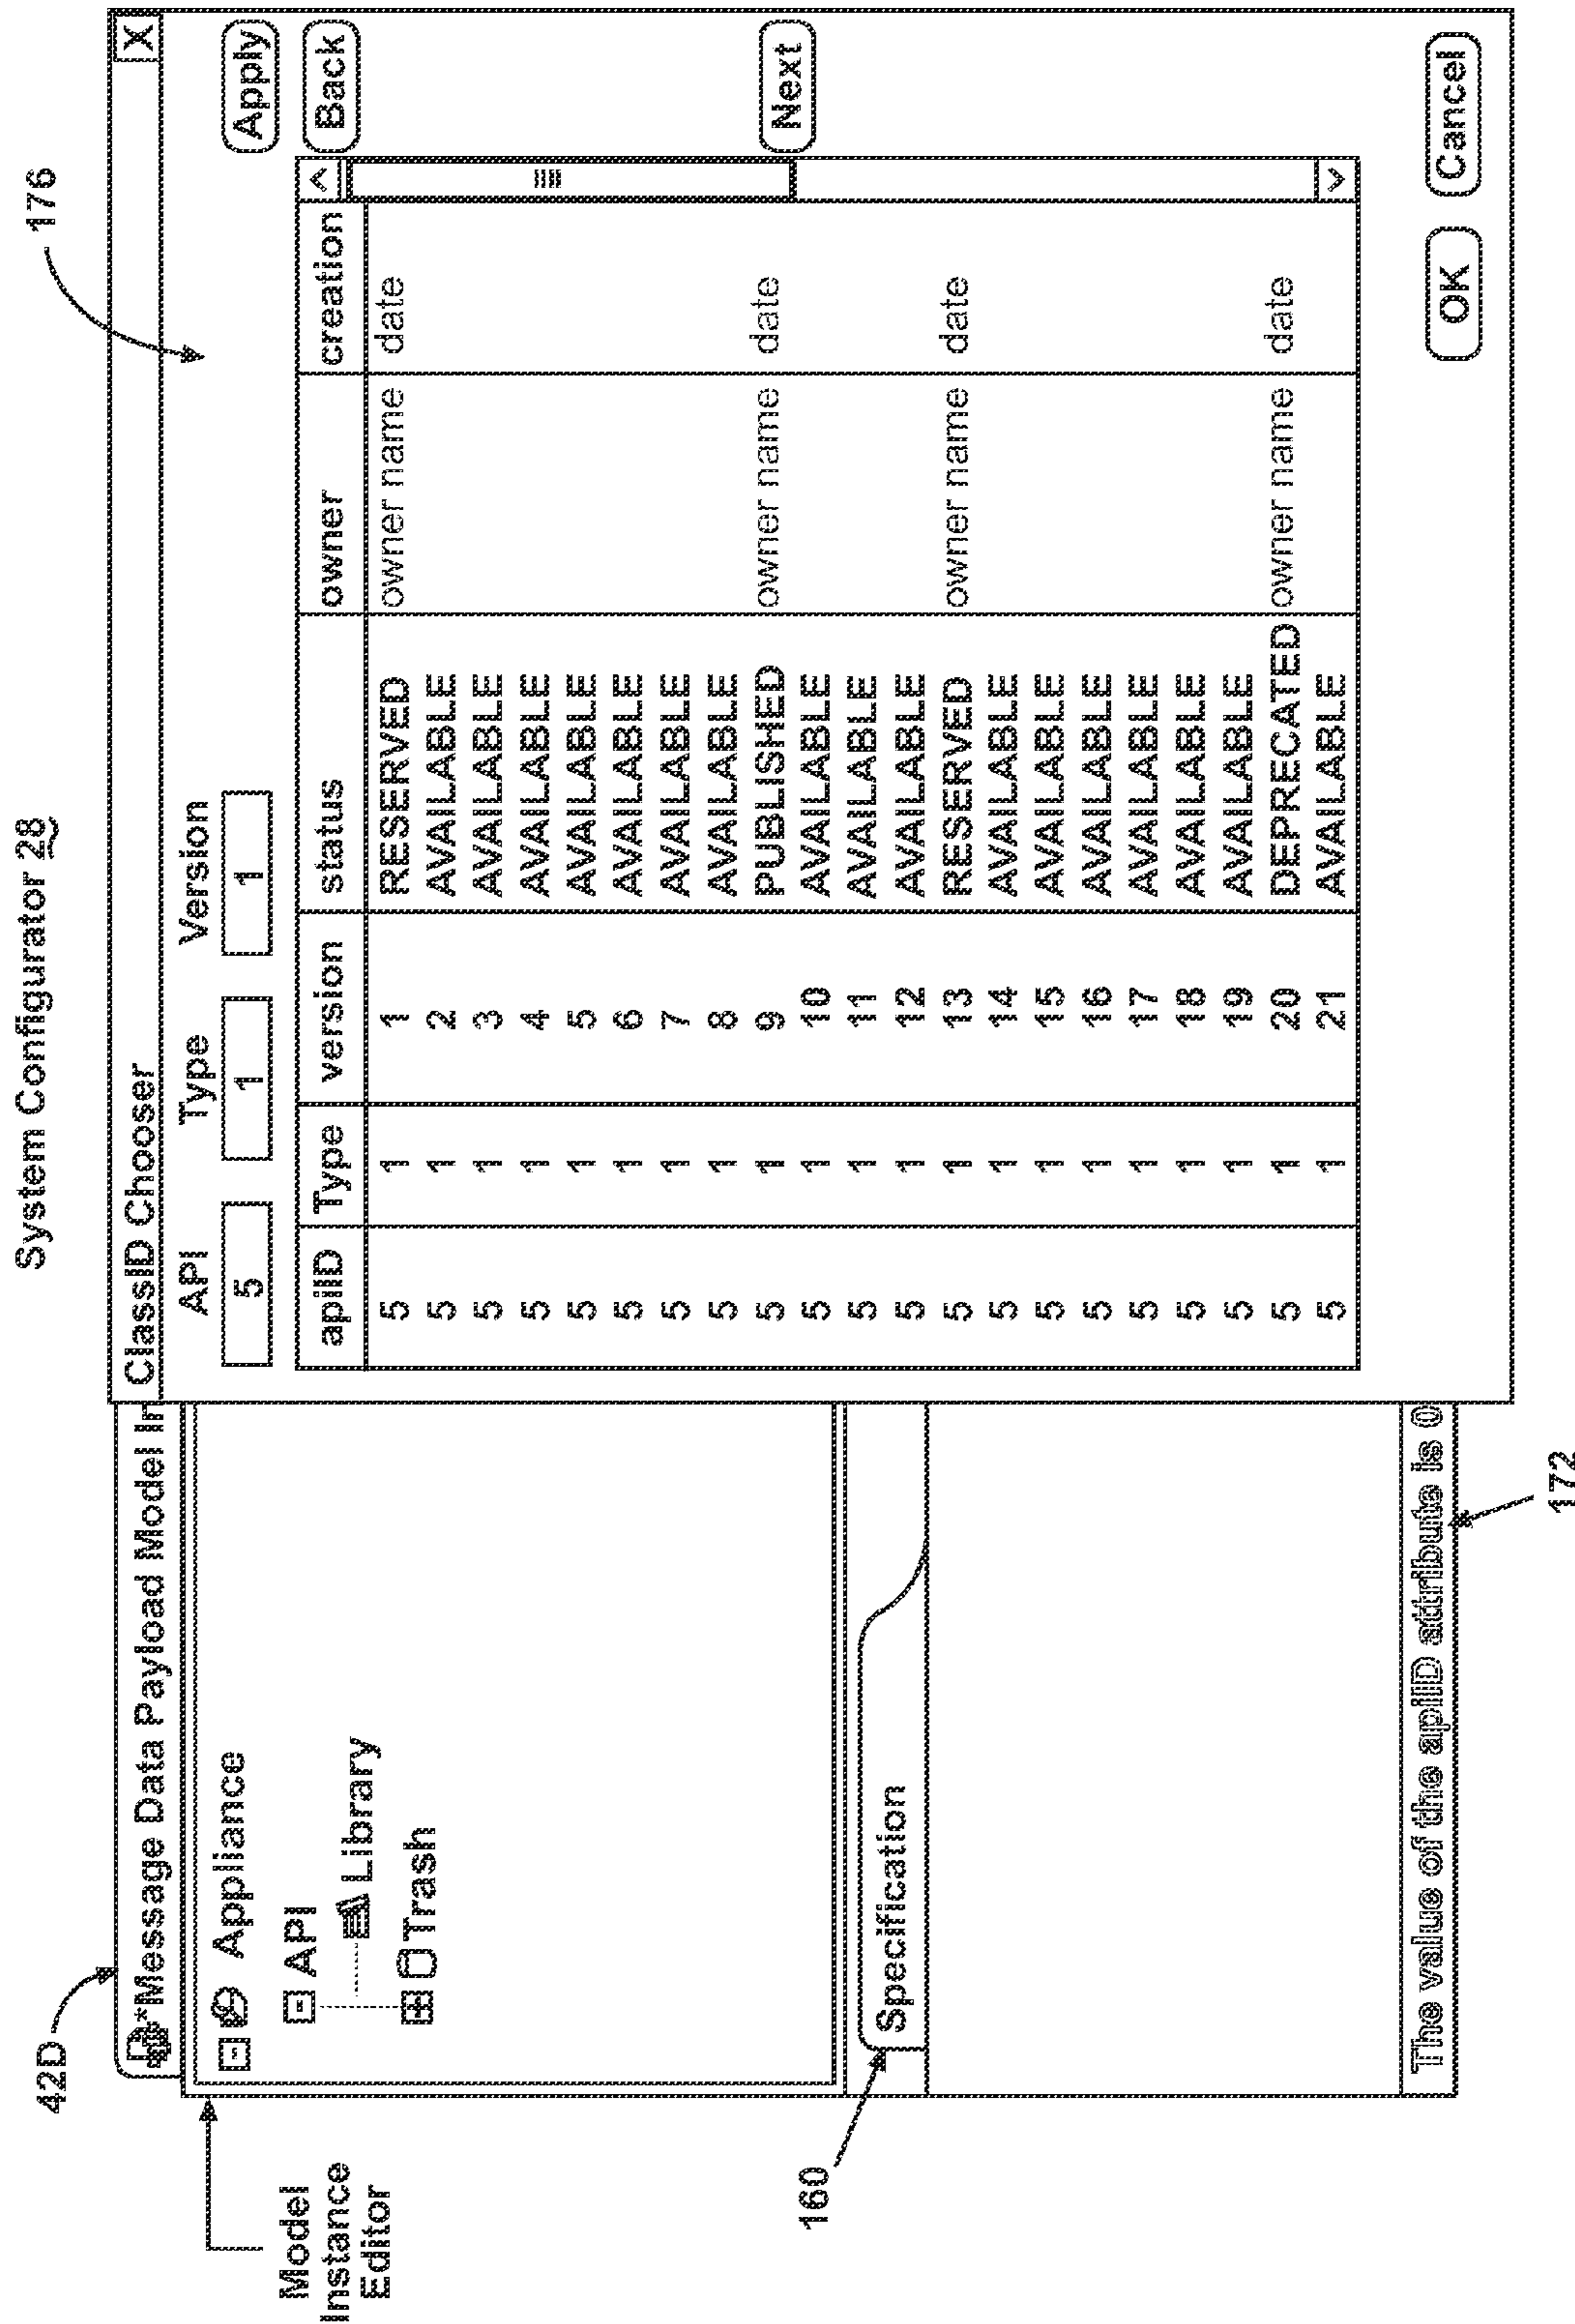 System Configurator 28
176
42D
*Message Data Payload Model In
ClassID Chooser X
API Type Version
5 1 1 Apply
Back
Next
apiID Type version status owner creation
5 1 1 RESERVED owner name date
5 1 2 AVAILABLE
5 1 3 AVAILABLE
5 1 4 AVAILABLE
5 1 5 AVAILABLE
5 1 6 AVAILABLE
5 1 7 AVAILABLE
5 1 8 AVAILABLE
5 1 9 PUBLISHED owner name date
5 1 10 AVAILABLE
5 1 11 AVAILABLE
5 1 12 AVAILABLE
5 1 13 RESERVED owner name date
5 1 14 AVAILABLE
5 1 15 AVAILABLE
5 1 16 AVAILABLE
5 1 17 AVAILABLE
5 1 18 AVAILABLE
5 1 19 AVAILABLE
5 1 20 DEPRECATED owner name date
5 1 21 AVAILABLE
OK Cancel
Model
Instance
Editor
Appliance
API
Library
Trash
160
Specification
The value of the apiID attribute is 0
172